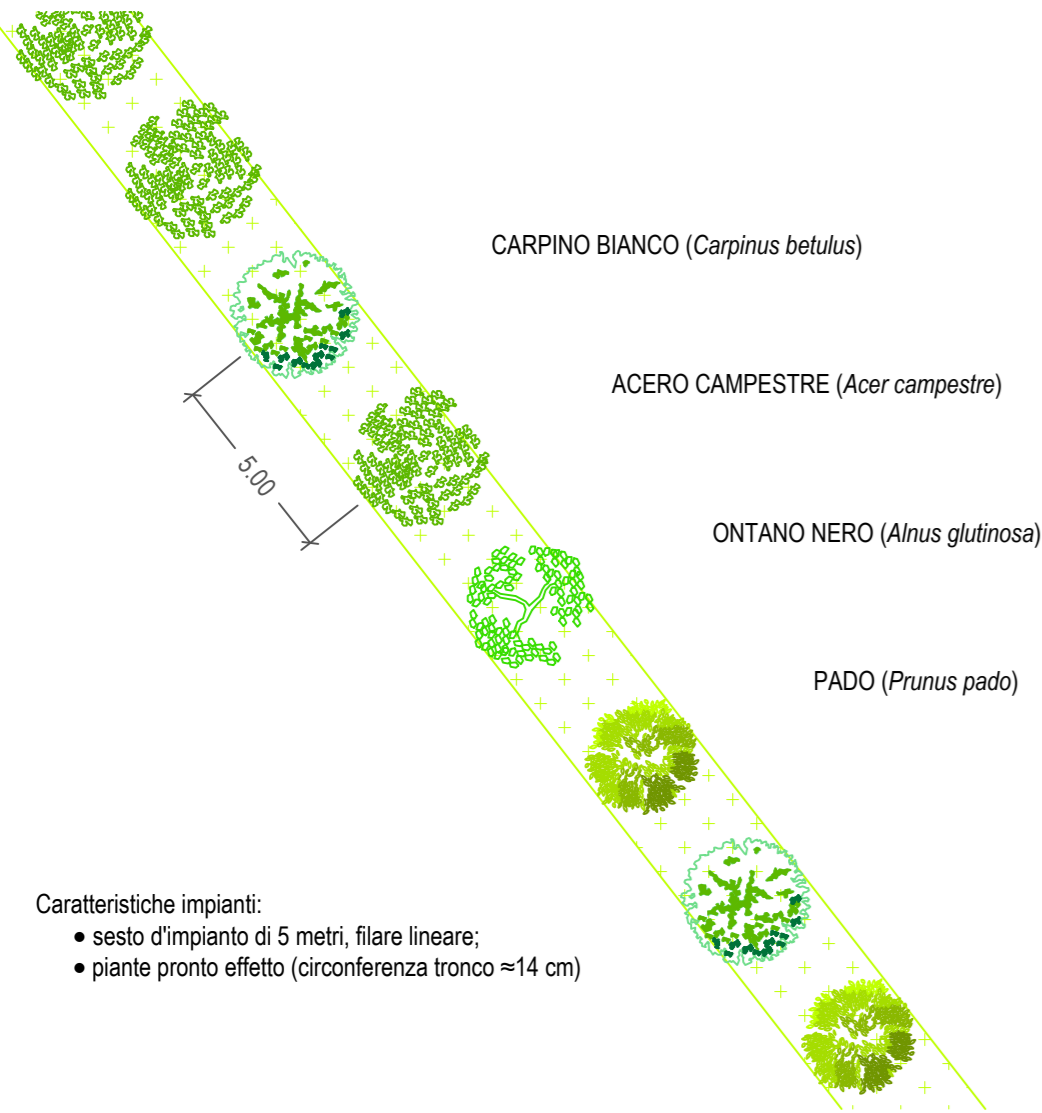 CARPINO BIANCO (Carpinus betulus)
ACERO CAMPESTRE (Acer campestre)
5.00
ONTANO NERO (Alnus glutinosa)
PADO (Prunus pado)
Caratteristiche impianti:
• sesto d'impianto di 5 metri, filare lineare;
• piante pronto effetto (circonferenza tronco ≈14 cm)